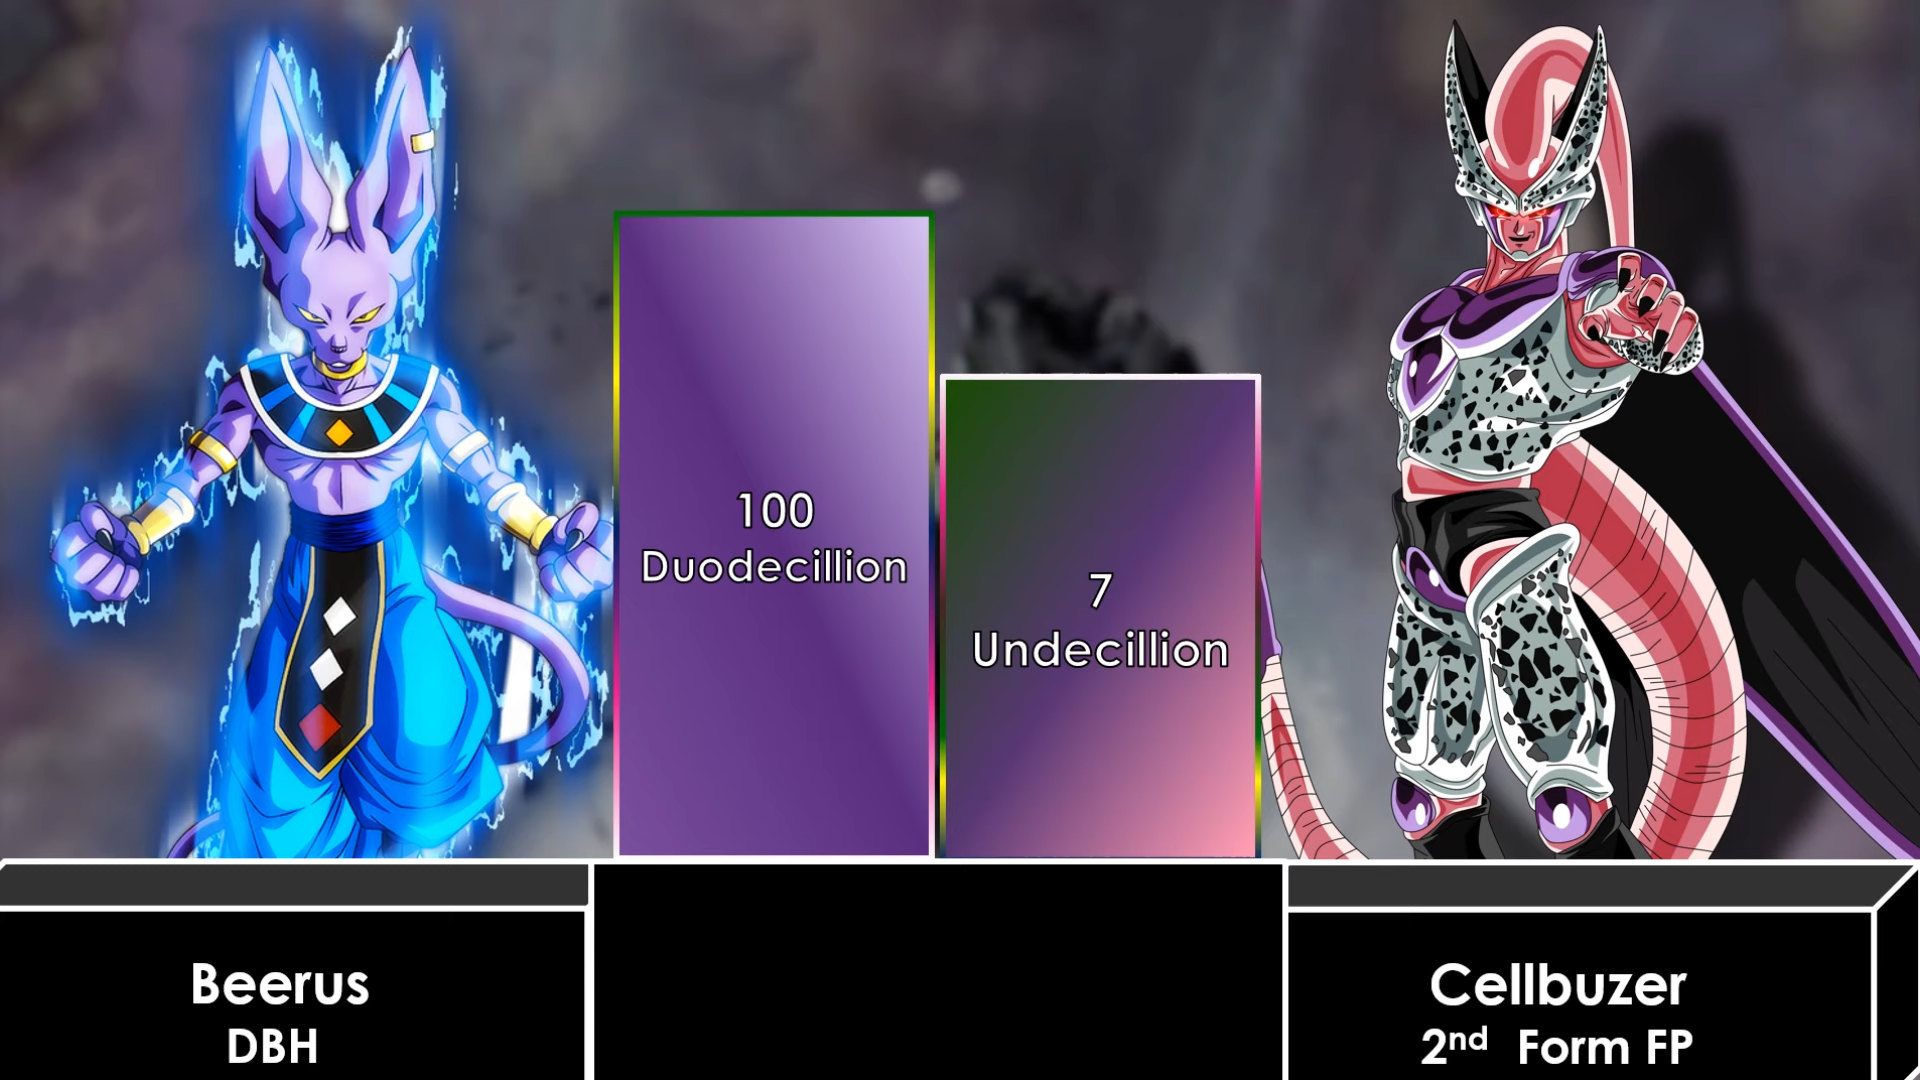 100
Duodecillion
7
Undecillion
Beerus
DBH
Cellbuzer
2nd Form FP